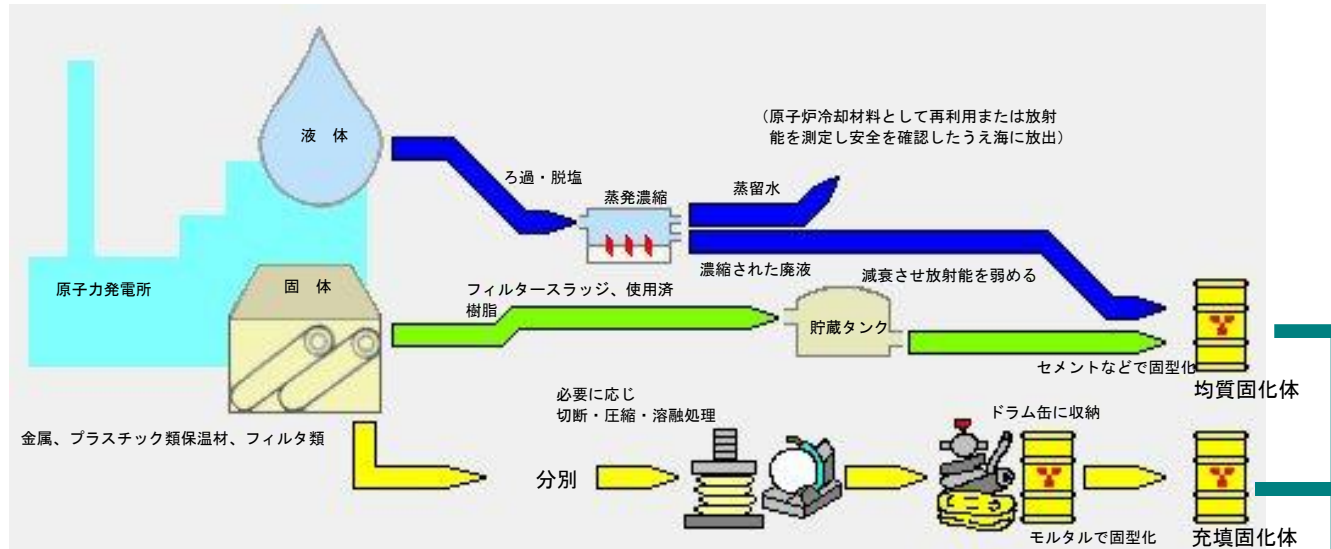 (原子炉冷却材料として再利用または放射
能を測定し安全を確認したうえ海に放出)
液 体
ろ過・脱塩
蒸発濃縮
蒸留水
濃縮された廃液
減衰させ放射能を弱める
原子力発電所
固 体
フィルタースラッジ、使用済
樹脂
貯蔵タンク
セメントなどで固型化
均質固化体
必要に応じ
切断・圧縮・溶融処理
ドラム缶に収納
金属、プラスチック類保温材、フィルタ類
分別
モルタルで固型化
充填固化体